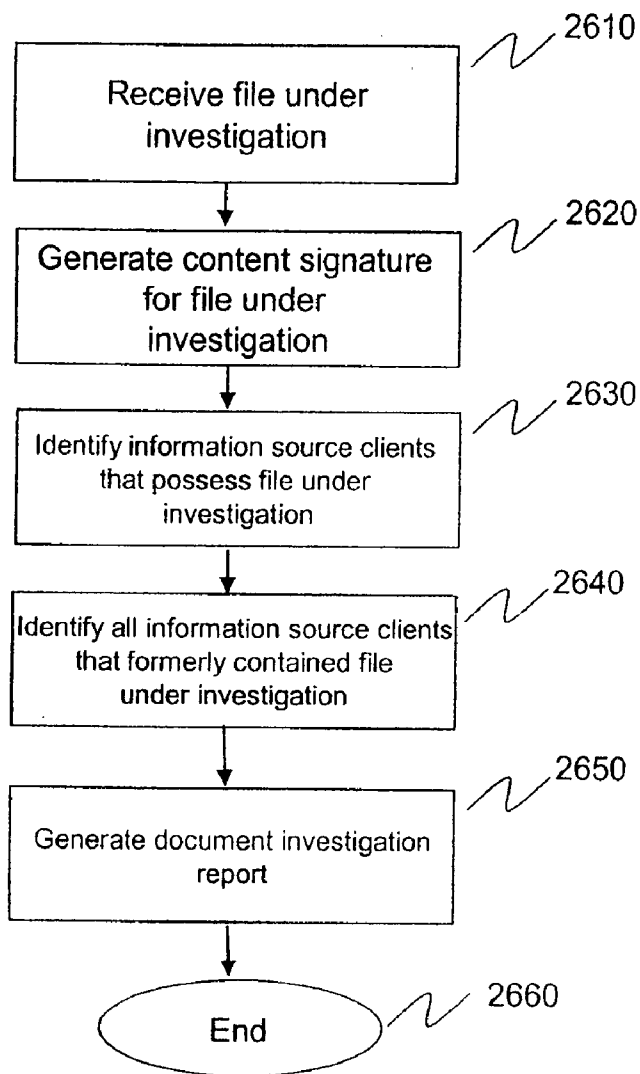 2610
Receive file under
investigation
2620
Generate content signature
for file under
investigation
2630
Identify information source clients
that possess file under
investigation
2640
Identify all information source clients
that formerly contained file
under investigation
2650
Generate document investigation
report
2660
End